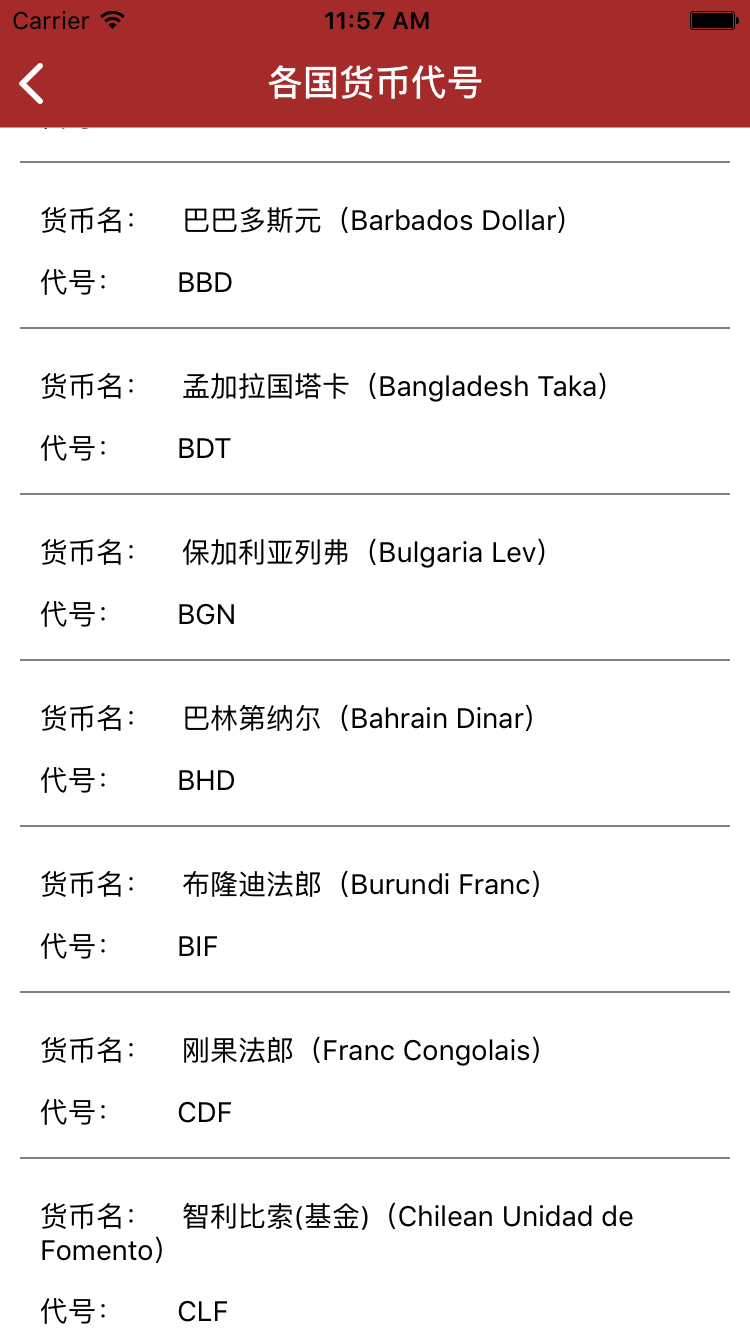 Carrier 11:57 AM
各国货币代号
货币名： 巴巴多斯元（Barbados Dollar）
代号： BBD
货币名： 孟加拉国塔卡（Bangladesh Taka）
代号： BDT
货币名： 保加利亚列弗（Bulgaria Lev）
代号： BGN
货币名： 巴林第纳尔（Bahrain Dinar）
代号： BHD
货币名： 布隆迪法郎（Burundi Franc）
代号： BIF
货币名： 刚果法郎（Franc Congolais）
代号： CDF
货币名： 智利比索(基金)（Chilean Unidad de
Fomento）
代号： CLF